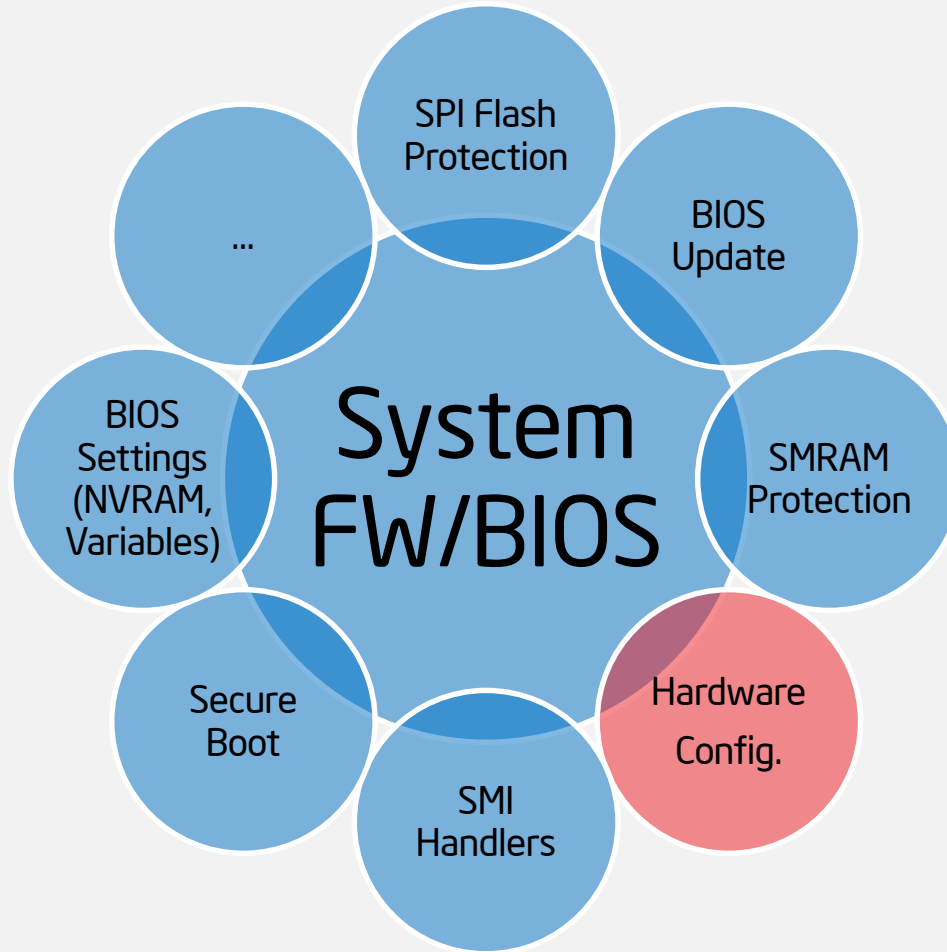 SPI Flash
Protection
BIOS
Update
SMRAM
Protection
Hardware
Config.
SMI
Handlers
Secure
Boot
BIOS
Settings
(NVRAM,
Variables)
...
System
FW/BIOS